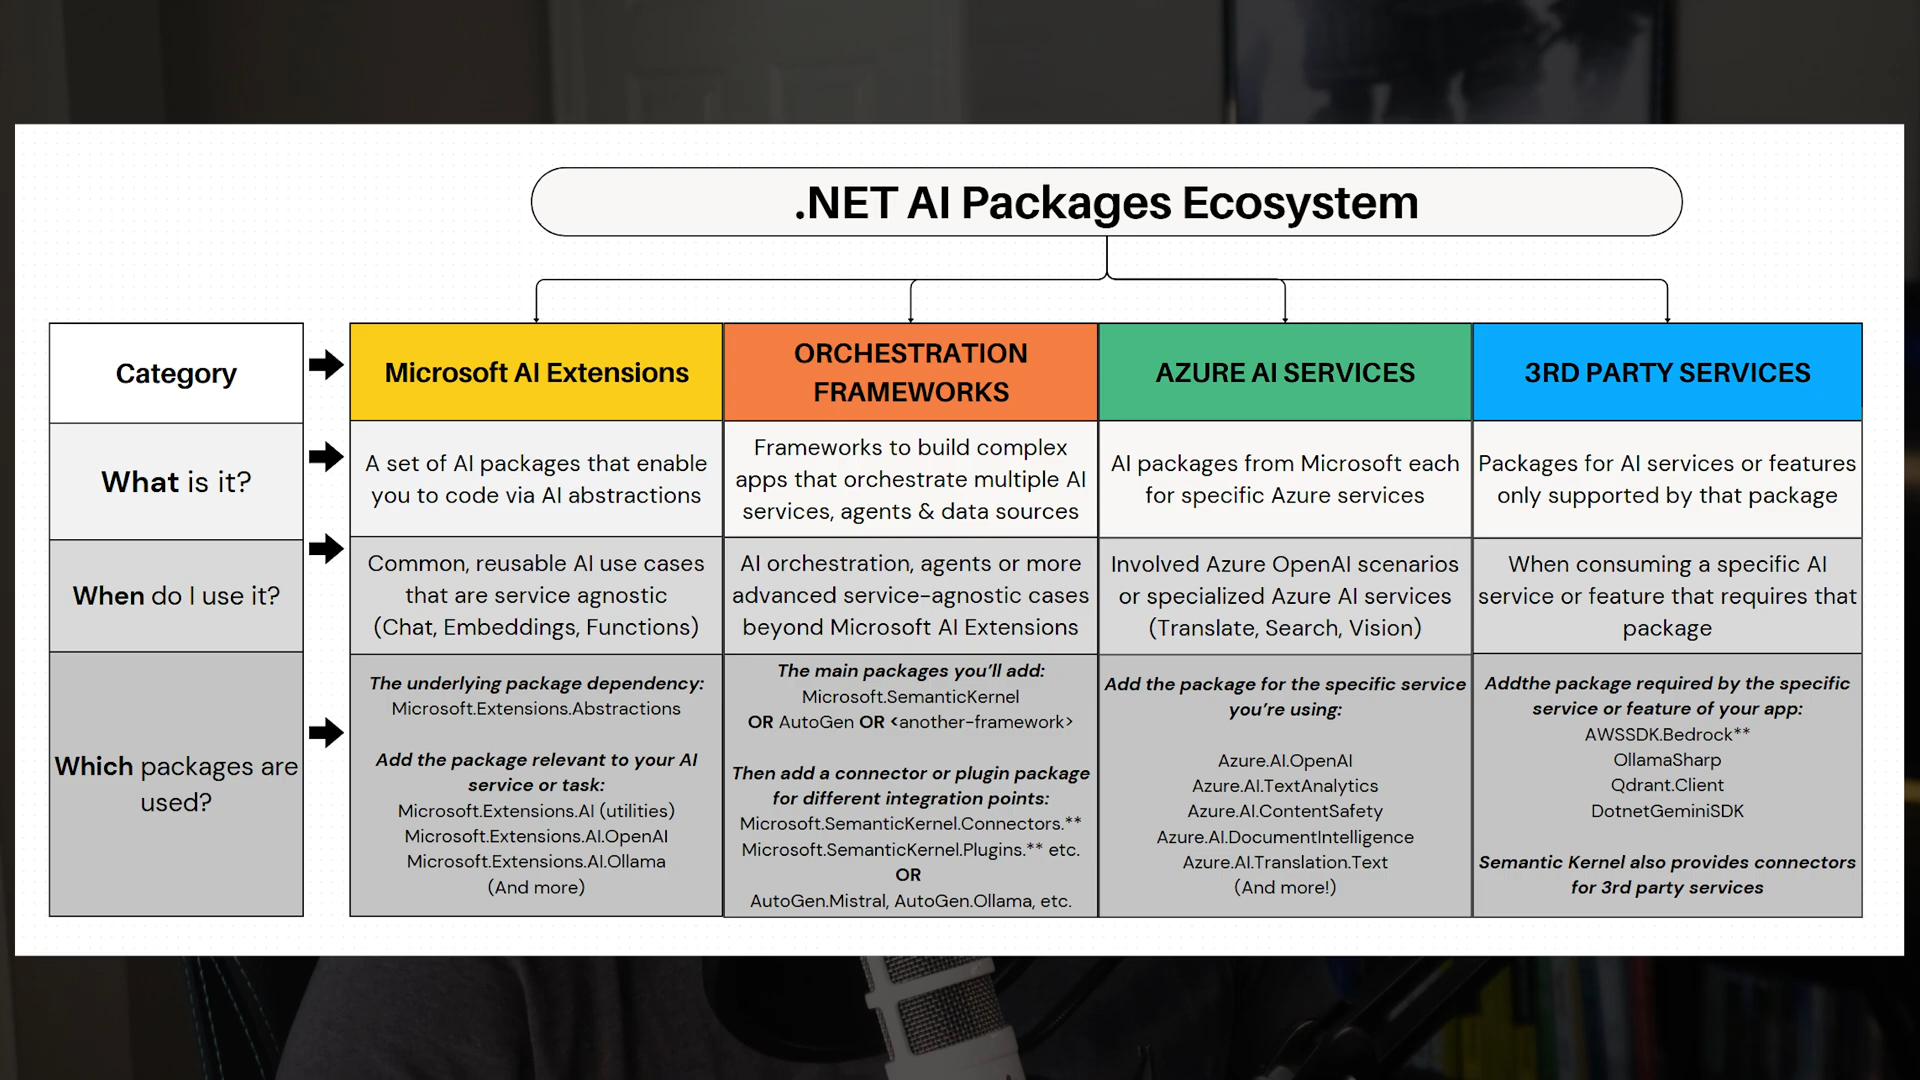 .NET AI Packages Ecosystem
Category
Microsoft AI Extensions
ORCHESTRATION
FRAMEWORKS
AZURE AI SERVICES
3RD PARTY SERVICES
What is it?
A set of AI packages that enable
you to code via AI abstractions
Frameworks to build complex
apps that orchestrate multiple AI
services, agents & data sources
AI packages from Microsoft each
for specific Azure services
Packages for AI services or features
only supported by that package
When do I use it?
Common, reusable AI use cases
that are service agnostic
(Chat, Embeddings, Functions)
AI orchestration, agents or more
advanced service-agnostic cases
beyond Microsoft AI Extensions
Involved Azure OpenAI scenarios
or specialized Azure AI services
(Translate, Search, Vision)
When consuming a specific AI
service or feature that requires that
package
Which packages are
used?
The underlying package dependency:
Microsoft.Extensions.Abstractions
Add the package relevant to your AI
service or task:
Microsoft.Extensions.AI (utilities)
Microsoft.Extensions.AI.OpenAI
Microsoft.Extensions.AI.Ollama
(And more)
The main packages you'll add:
Microsoft.SemanticKernel
OR AutoGen OR <another-framework>
Then add a connector or plugin package
for different integration points:
Microsoft.SemanticKernel.Connectors.**
Microsoft.SemanticKernel.Plugins.** etc.
OR
AutoGen.Mistral, AutoGen.Ollama, etc.
Add the package for the specific service
you're using:
Azure.AI.OpenAI
Azure.AI.TextAnalytics
Azure.AI.ContentSafety
Azure.AI.DocumentIntelligence
Azure.AI.Translation.Text
(And more!)
Addthe package required by the specific
service or feature of your app:
AWSSDK.Bedrock**
OllamaSharp
Qdrant.Client
DotnetGeminiSDK
Semantic Kernel also provides connectors
for 3rd party services